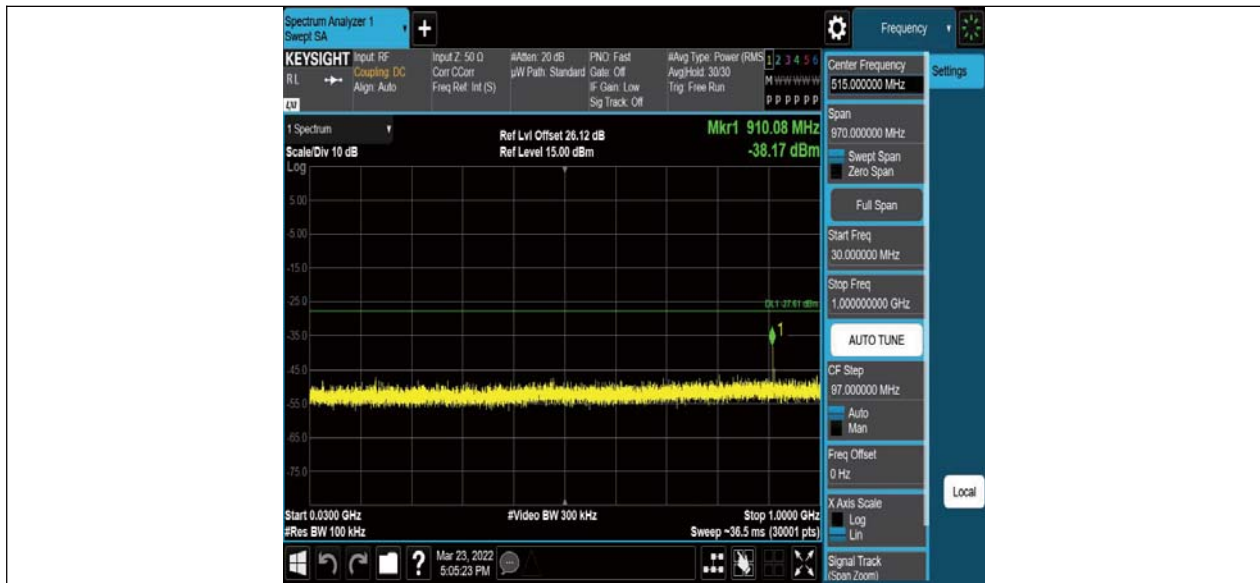 Spectrum Analyzer 1
Swept SA
+
Frequency
KEYSIGHT
RL
LXI
Input: RF
Coupling: DC
Align: Auto
Input Z: 50 Ω
Corr CCorr
Freq Ref: Int (S)
#Atten: 20 dB
µW Path: Standard
PNO: Fast
Gate: Off
IF Gain: Low
Sig Track: Off
#Avg Type: Power (RMS
Avg|Hold: 30/30
Trig: Free Run
1 2 3 4 5 6
M W W W W W
P P P P P P
Center Frequency
515.000000 MHz
Settings
1 Spectrum
Scale/Div 10 dB
Ref Lvl Offset 26.12 dB
Ref Level 15.00 dBm
Mkr1 910.08 MHz
-38.17 dBm
Span
970.000000 MHz
Swept Span
Zero Span
Full Span
Start Freq
30.000000 MHz
Stop Freq
1.000000000 GHz
AUTO TUNE
CF Step
97.000000 MHz
Auto
Man
Freq Offset
0 Hz
X Axis Scale
Log
Lin
Signal Track
(Span Zoom)
Local
Log
5.00
-5.00
-15.0
-25.0
DL1 -27.61 dBm
-35.0
1
-45.0
-55.0
-65.0
-75.0
Start 0.0300 GHz
#Res BW 100 kHz
#Video BW 300 kHz
Stop 1.0000 GHz
Sweep ~36.5 ms (30001 pts)
?
Mar 23, 2022
5:05:23 PM